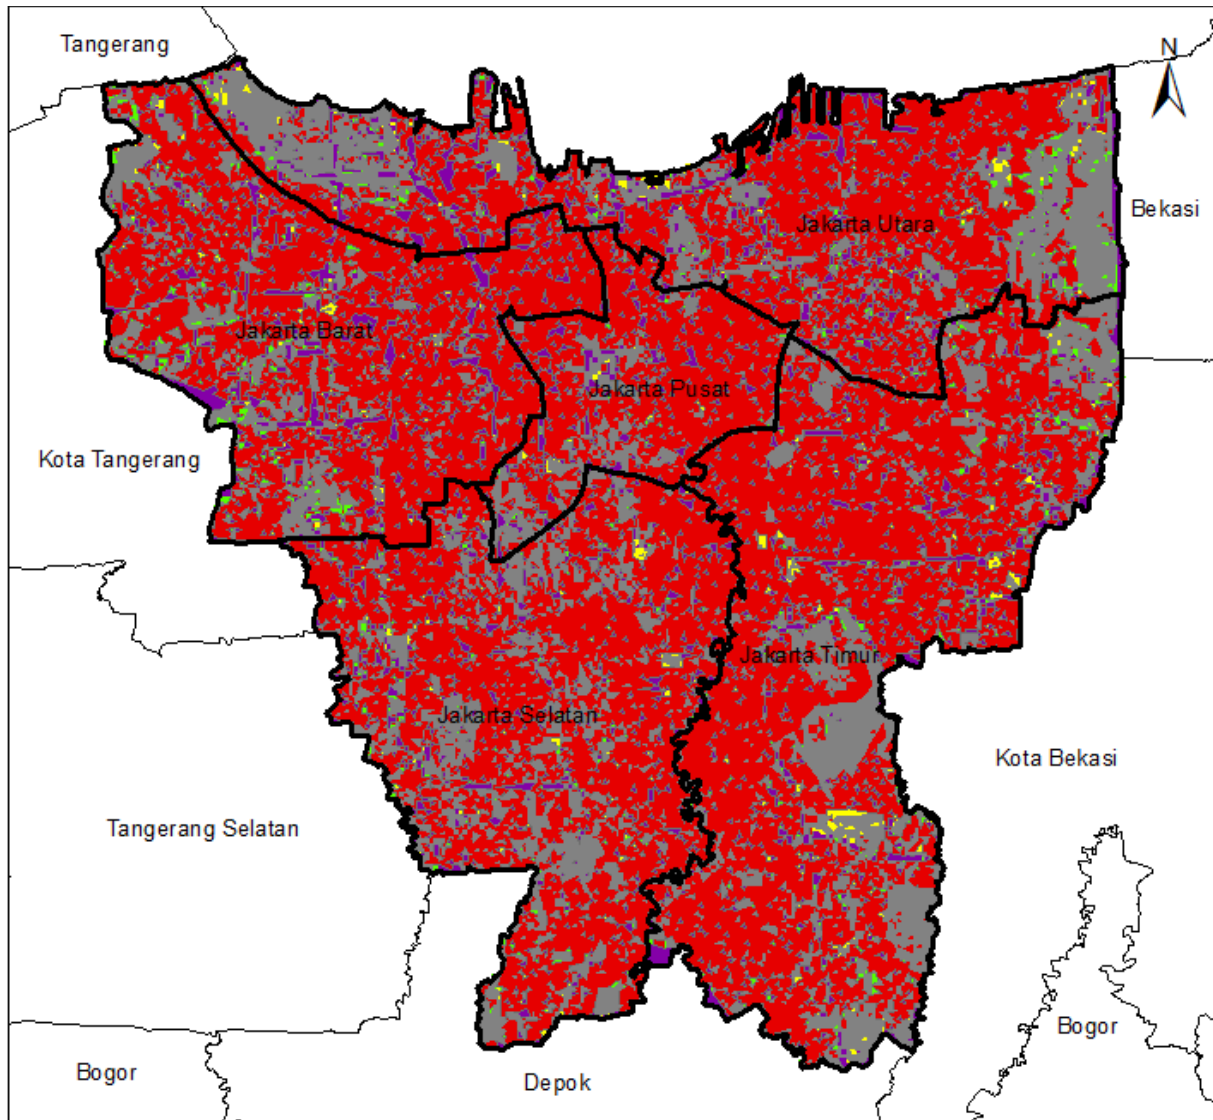 Tangerang
N
Bekasi
Jakarta Utara
Jakarta Barat
Jakarta Pusat
Kota Tangerang
Jakarta Timur
Jakarta Selatan
Kota Bekasi
Tangerang Selatan
Bogor
Bogor
Depok